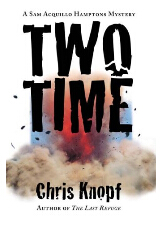 A Sam Acquillo Hamptons Mystery
TWO
TIME
Chris Knopf
Author of The Last Refuge